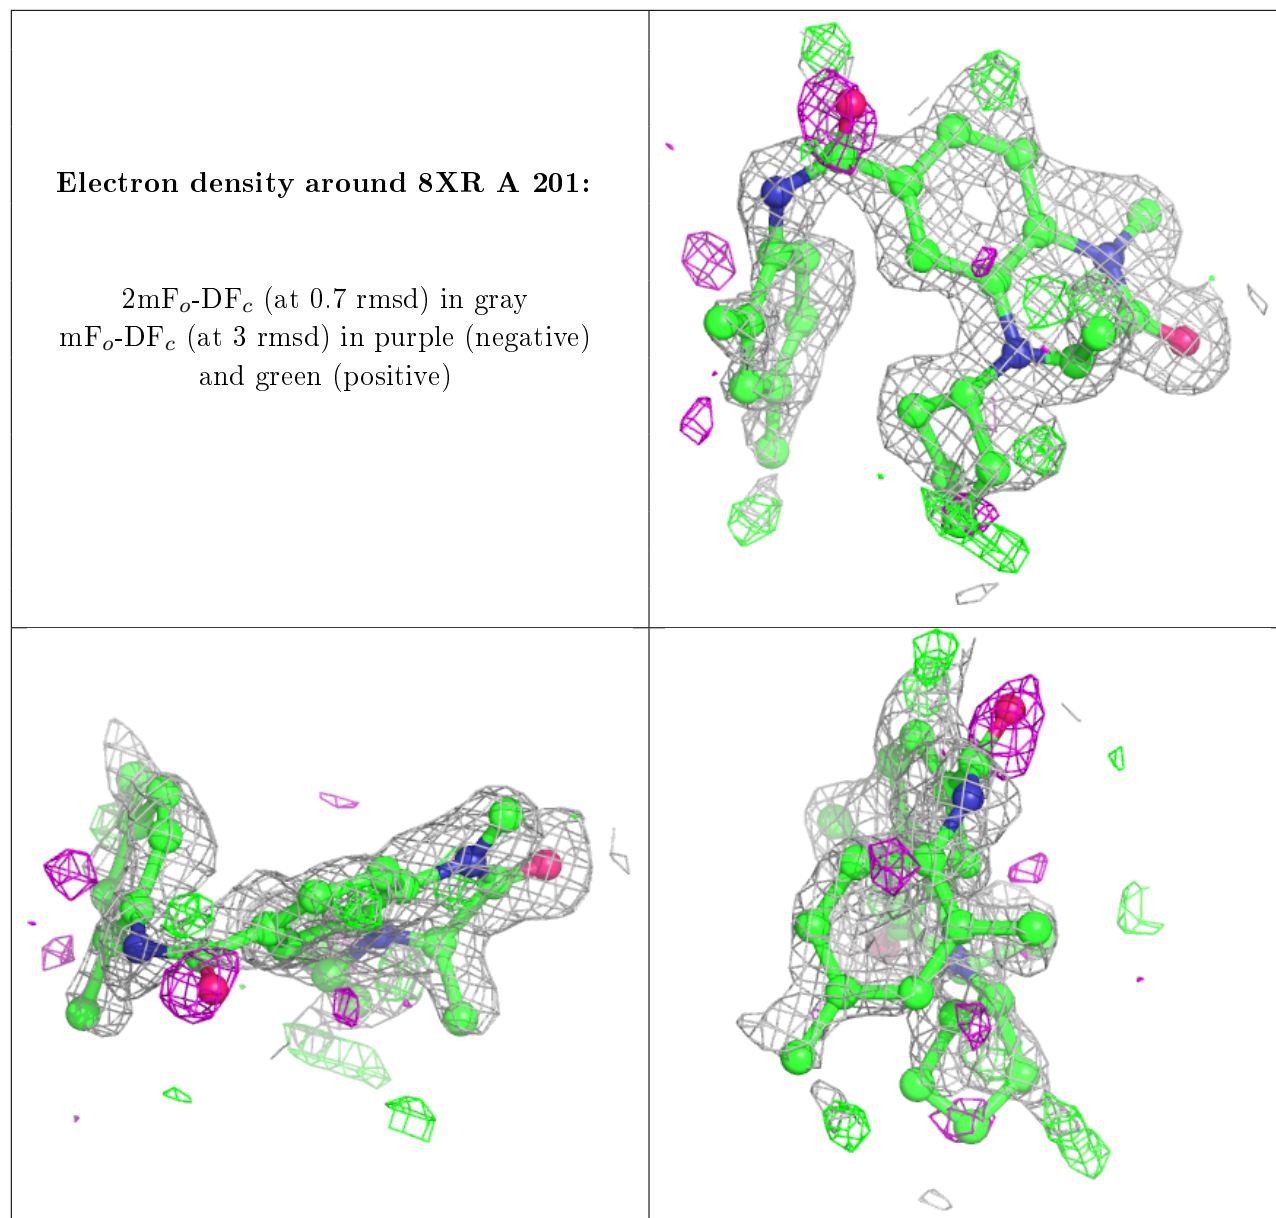 Electron density around 8XR A 201:
2mFo-DFc (at 0.7 rmsd) in gray
mFo-DFc (at 3 rmsd) in purple (negative)
and green (positive)